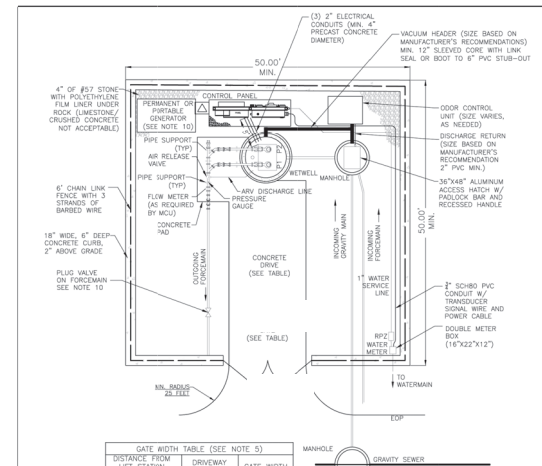 (3) 2" ELECTRICAL
CONDUITS (MIN. 4"
PRECAST CONCRETE
DIAMETER)
VACUUM HEADER (SIZE BASED ON
MANUFACTURER'S RECOMMENDATIONS)
MIN. 12" SLEEVED CORE WITH LINK
SEAL OR BOOT TO 6" PVC STUB-OUT
50.00'
MIN.
4" OF #57 STONE
WITH POLYETHYLENE
FILM LINER UNDER
ROCK (LIMESTONE/
CRUSHED CONCRETE
NOT ACCEPTABLE)
CONTROL PANEL
PERMANENT OR
PIRTABLE
GENERATOR
(SEE NOTE 10)
ODOR CONTROL
UNIT (SIZE VARIES,
AS NEEDED)
DISCHARGE RETURN
(SIZE BASED ON
MANUFACTURER'S
RECOMMENDATION
2" PVC MIN.)
PIPE SUPPORT
(TYP)
AIR RELEASE
VALVE
WETWELL
MANHOLE
PIPE SUPPORT
(TYP)
ARV DISCHARGE LINE
PRESSURE
GAUGE
FLOW METER
(AS REQUIRED
BY MCU)
CONCRETE
PAD
36"X48" ALUMINUM
ACCESS HATCH W/
PADLOCK BAR AND
RECESSED HANDLE
6' CHAIN LINK
FENCE WITH 3
STRANDS OF
BARBED WIRE
18" WIDE, 6" DEEP
CONCRETE CURB,
2" ABOVE GRADE
PLUG VALVE
ON FORCEMAIN
SEE NOTE 10
OUTGOING
FORCEMAIN
CONCRETE
DRIVE
(SEE TABLE)
INCOMING
GRAVITY MAIN
INCOMING
FORCEMAIN
50.00'
MIN.
1" WATER
SERVICE
LINE
SCH80 PVC
CONDUIT W/
TRANSDUCER
SIGNAL WIRE AND
POWER CABLE
(SEE TABLE)
RPZ
WATER
METER
DOUBLE METER
BOX
(16"X22"X12")
TO
WATERMAIN
MIN. RADIUS
25 FEET
EOP
GATE WIDTH TABLE (SEE NOTE 5)
DISTANCE FROM
LIFT STATION
DRIVEWAY
GATE WIDTH
MANHOLE
GRAVITY SEWER